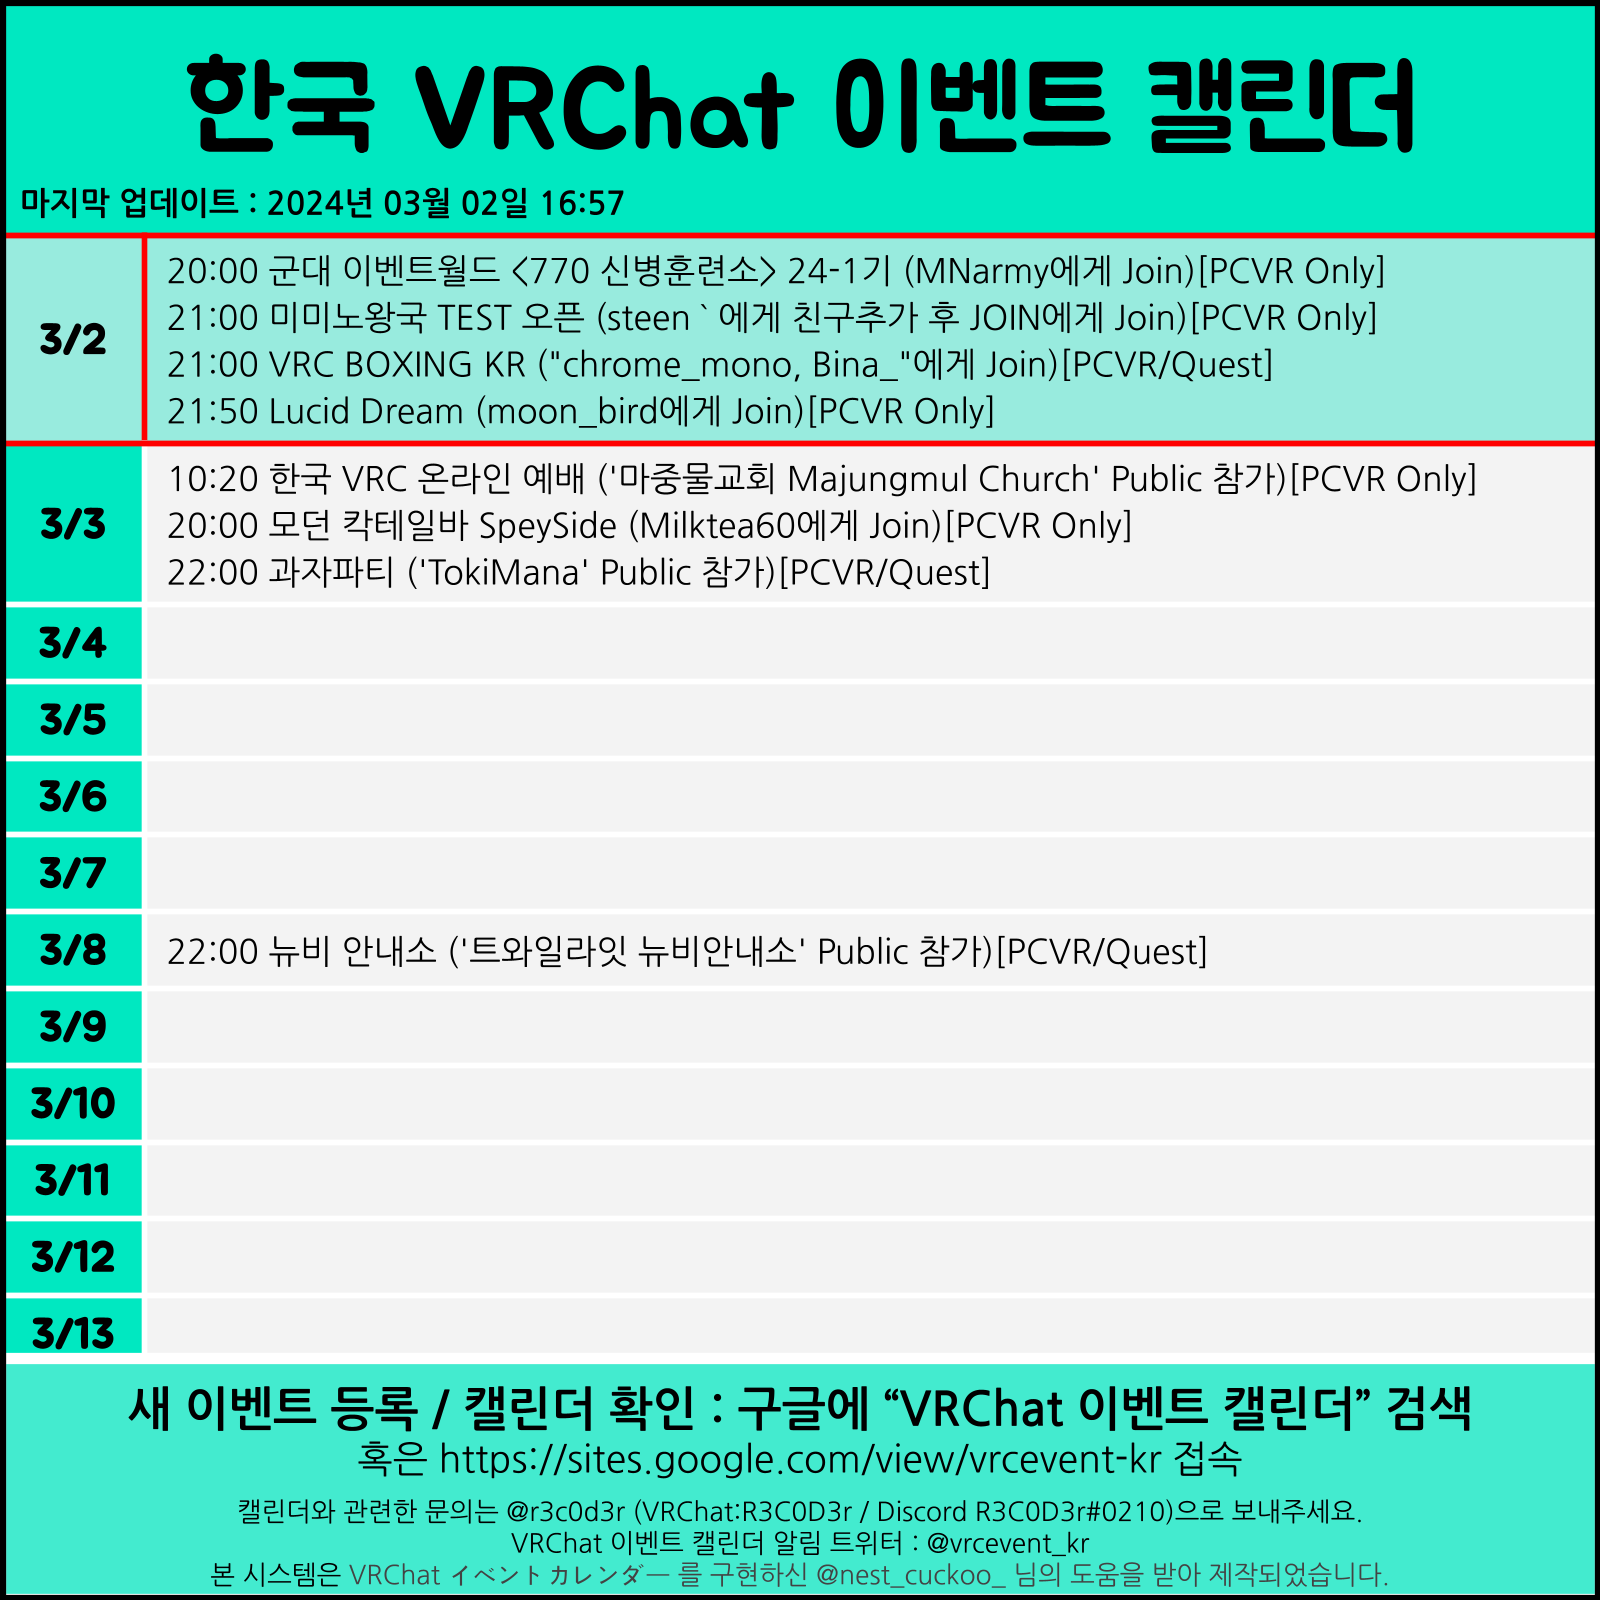 한국 VRChat 이벤트 캘린더
마지막 업데이트 : 2024년 03월 02일 16:57
3/2
20:00 군대 이벤트월드 <770 신병훈련소> 24-1기 (MNarmy에게 Join)[PCVR Only]
21:00 미미노왕국 TEST 오픈 (steen ` 에게 친구추가 후 JOIN에게 Join)[PCVR Only]
21:00 VRC BOXING KR ("chrome_mono, Bina_"에게 Join)[PCVR/Quest]
21:50 Lucid Dream (moon_bird에게 Join)[PCVR Only]
3/3
10:20 한국 VRC 온라인 예배 ('마중물교회 Majungmul Church' Public 참가)[PCVR Only]
20:00 모던 칵테일바 SpeySide (Milktea60에게 Join)[PCVR Only]
22:00 과자파티 ('TokiMana' Public 참가)[PCVR/Quest]
3/4
3/5
3/6
3/7
3/8
22:00 뉴비 안내소 ('트와일라잇 뉴비안내소' Public 참가)[PCVR/Quest]
3/9
3/10
3/11
3/12
3/13
새 이벤트 등록 / 캘린더 확인 : 구글에 “VRChat 이벤트 캘린더” 검색
혹은 https://sites.google.com/view/vrcevent-kr 접속
캘린더와 관련한 문의는 @r3c0d3r (VRChat:R3C0D3r / Discord R3C0D3r#0210)으로 보내주세요.
VRChat 이벤트 캘린더 알림 트위터 : @vrcevent_kr
본 시스템은 VRChat イベントカレンダー 를 구현하신 @nest_cuckoo_ 님의 도움을 받아 제작되었습니다.